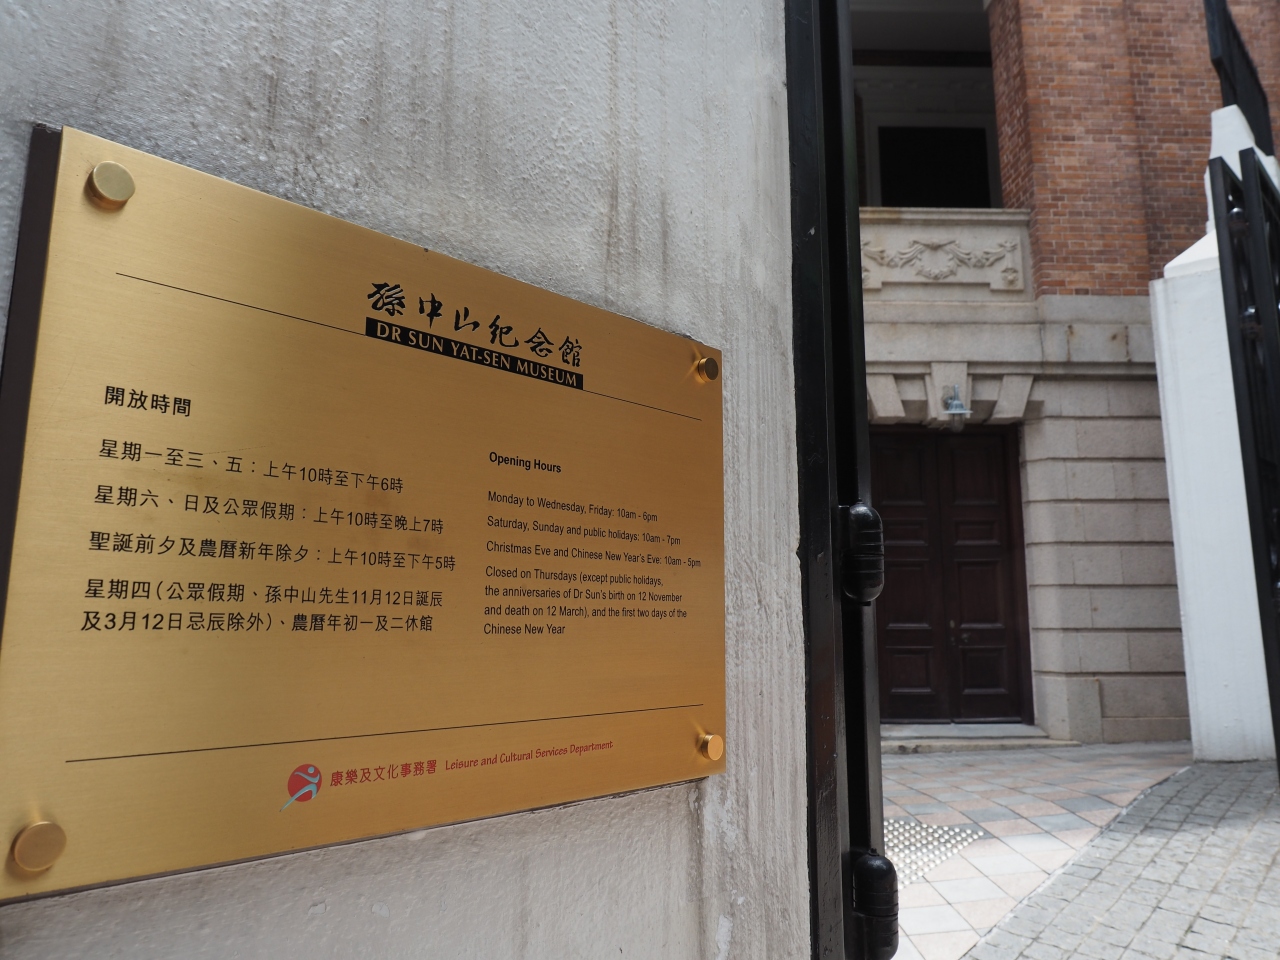 孫中山紀念館
DR SUN YAT-SEN MUSEUM
開放時間
星期一至三、五：上午10時至下午6時
星期六、日及公眾假期：上午10時至晚上7時
聖誕前夕及農曆新年除夕：上午10時至下午5時
星期四（公眾假期、孫中山先生11月12日誕辰
及3月12日忌辰除外）、農曆年初一及二休館
Opening Hours
Monday to Wednesday, Friday: 10am - 6pm
Saturday, Sunday and public holidays: 10am - 7pm
Christmas Eve and Chinese New Year's Eve: 10am - 5pm
Closed on Thursdays (except public holidays,
the anniversaries of Dr Sun's birth on 12 November
and death on 12 March), and the first two days of the
Chinese New Year
康樂及文化事務署 Leisure and Cultural Services Department